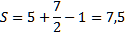 S = 5 + 7/2 − 1 = 7,5